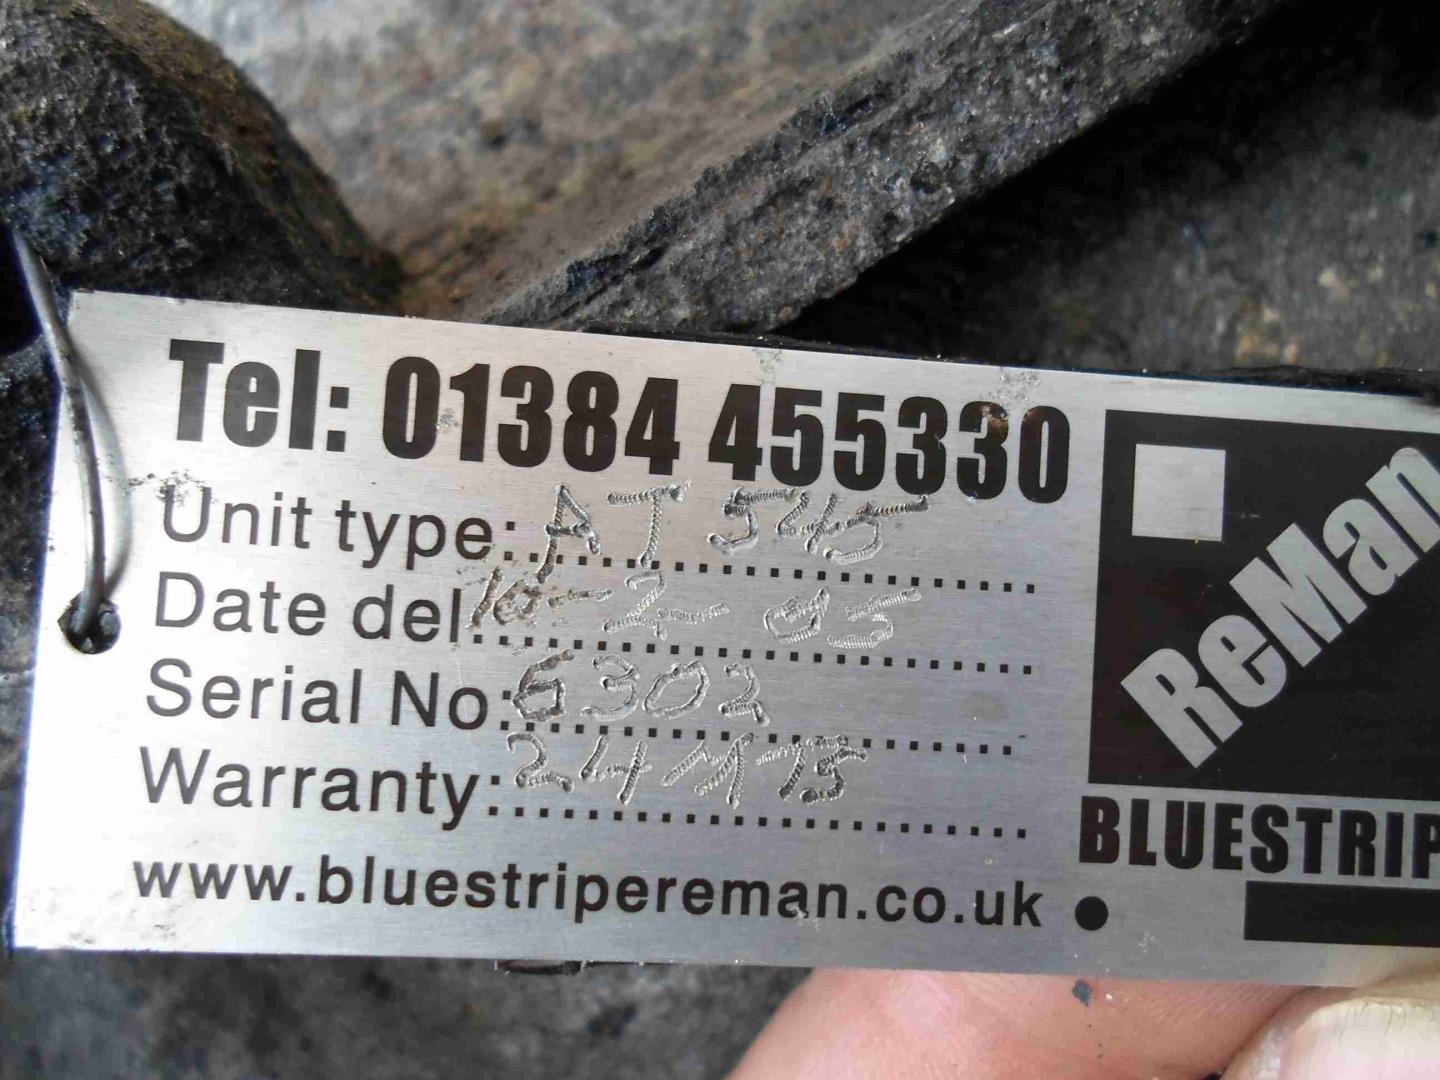 Tel: 01384 455330
Unit type: AT 545
Date del. 10-2-05
Serial No: 6302
Warranty: 24 M
www.bluestripereman.co.uk
ReMan
BLUESTRIP